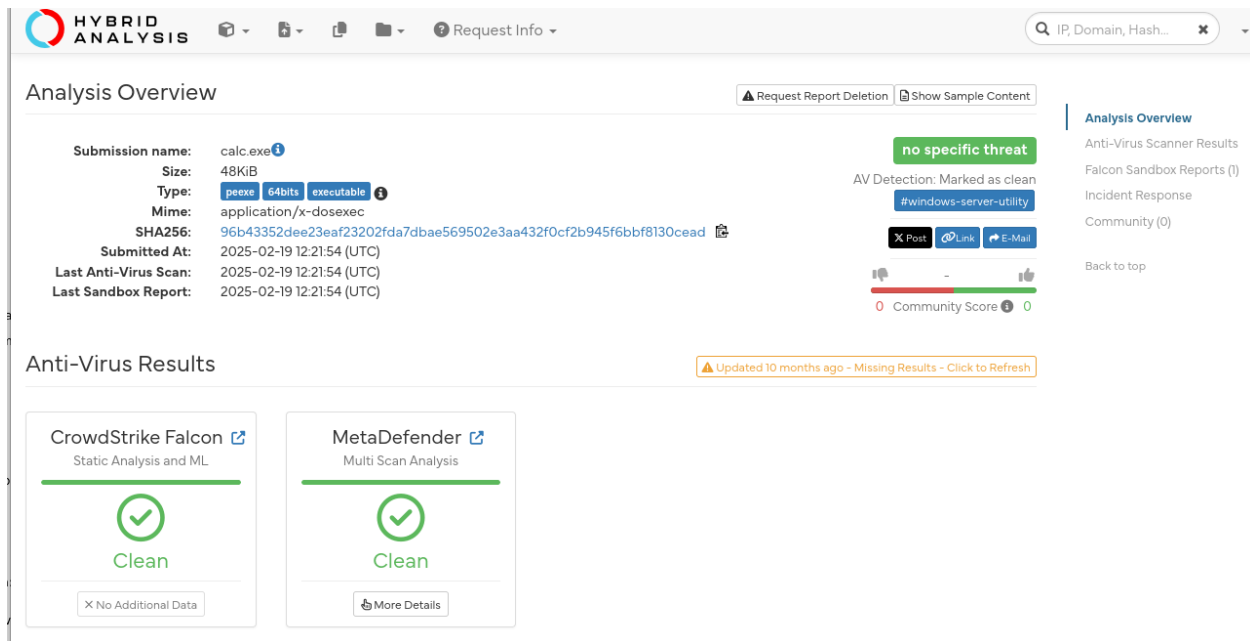 HYBRID
ANALYSIS
Request Info
IP, Domain, Hash...
Analysis Overview
Request Report Deletion
Show Sample Content
Submission name: calc.exe
Size: 48KiB
Type: peexe 64bits executable
Mime: application/x-dosexec
SHA256: 96b43352dee23eaf23202fda7dbae569502e3aa432f0cf2b945f6bbf8130cead
Submitted At: 2025-02-19 12:21:54 (UTC)
Last Anti-Virus Scan: 2025-02-19 12:21:54 (UTC)
Last Sandbox Report: 2025-02-19 12:21:54 (UTC)
no specific threat
AV Detection: Marked as clean
#windows-server-utility
X Post Link E-Mail
-
0 Community Score 0
Analysis Overview
Anti-Virus Scanner Results
Falcon Sandbox Reports (1)
Incident Response
Community (0)
Back to top
Anti-Virus Results
Updated 10 months ago - Missing Results - Click to Refresh
CrowdStrike Falcon
Static Analysis and ML
Clean
No Additional Data
MetaDefender
Multi Scan Analysis
Clean
More Details